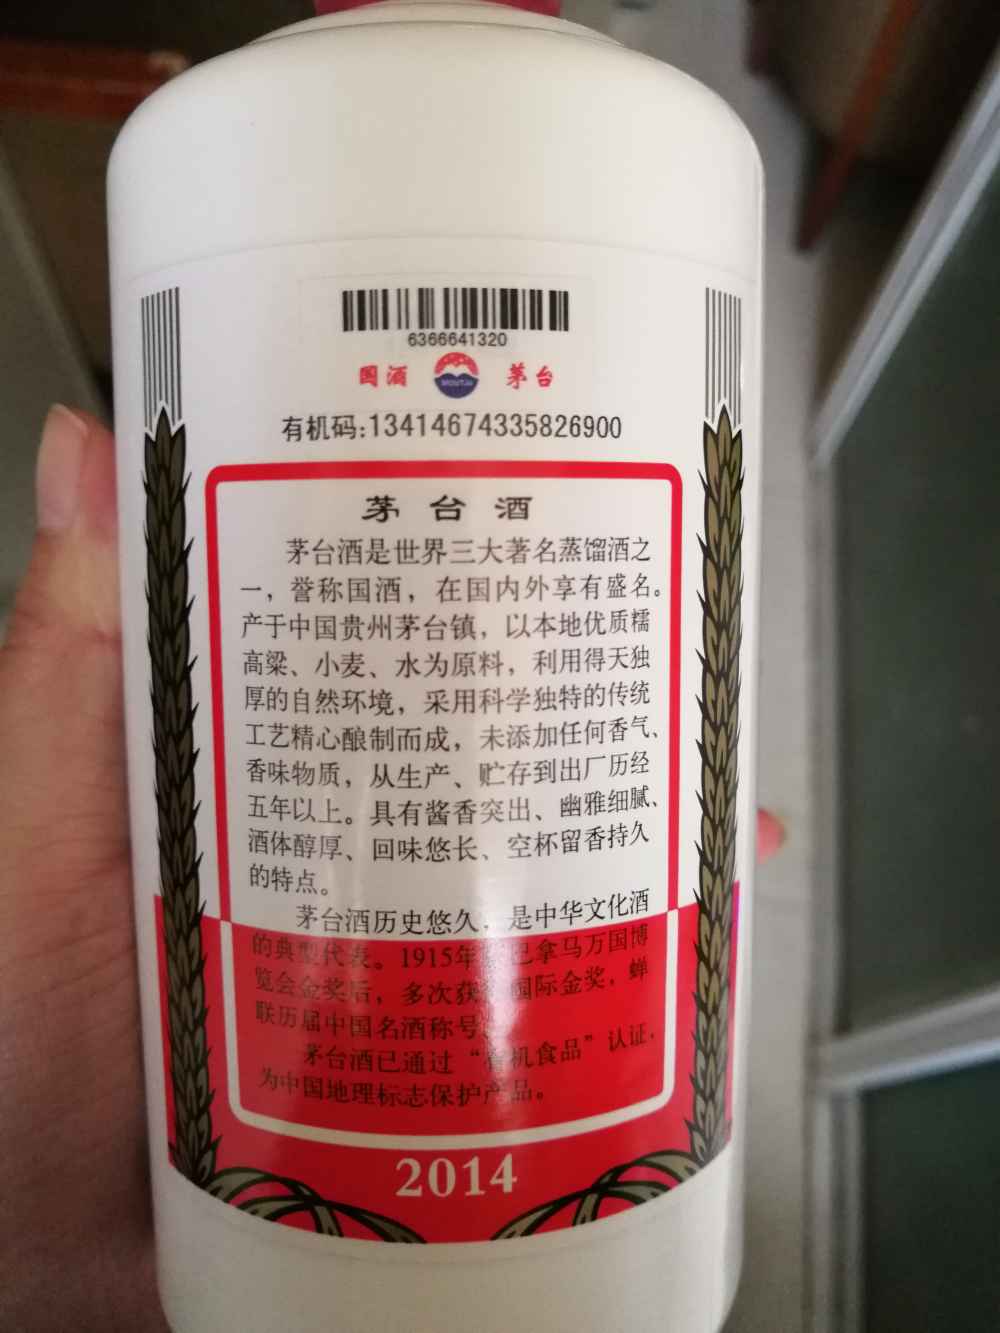 6366641320
国酒 MOUTAI 茅台
有机码:13414674335826900
茅 台 酒
茅台酒是世界三大著名蒸馏酒之
一，誉称国酒，在国内外享有盛名。
产于中国贵州茅台镇，以本地优质糯
高粱、小麦、水为原料，利用得天独
厚的自然环境，采用科学独特的传统
工艺精心酿制而成，未添加任何香气、
香味物质，从生产、贮存到出厂历经
五年以上。具有酱香突出、幽雅细腻、
酒体醇厚、回味悠长、空杯留香持久
的特点。
茅台酒历史悠久，是中华文化酒
的典型代表。1915年 巴拿马万国博
览会金奖后，多次获 国际金奖，蝉
联历届中国名酒称号。
茅台酒已通过“有机食品”认证，
为中国地理标志保护产品。
2014